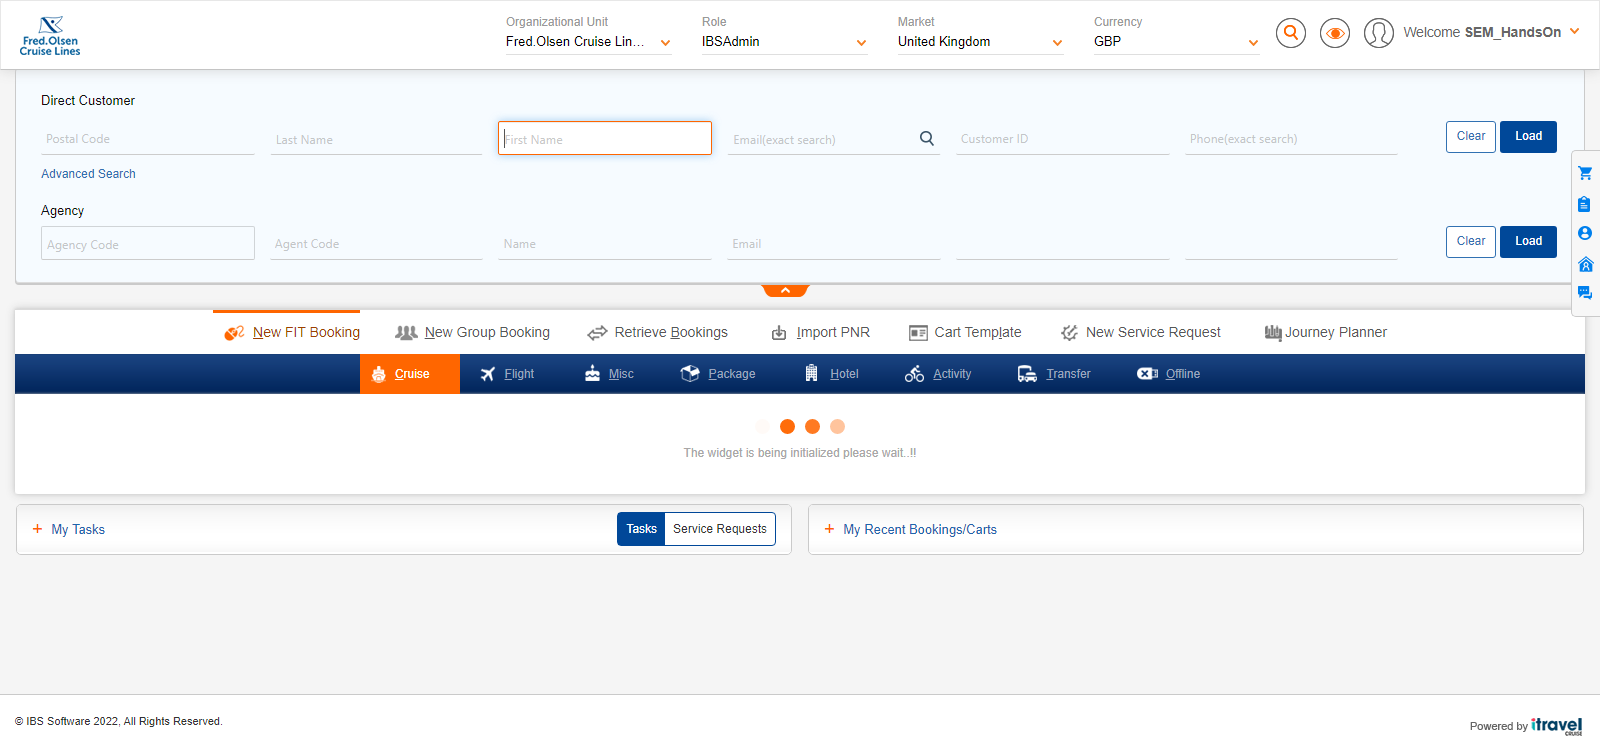 Fred.Olsen
Cruise Lines
Organizational Unit
Fred.Olsen Cruise Lin...
Role
IBSAdmin
Market
United Kingdom
Currency
GBP
Welcome SEM_HandsOn
Direct Customer
Postal Code
Last Name
First Name
Email(exact search)
Customer ID
Phone(exact search)
Clear
Load
Advanced Search
Agency
Agency Code
Agent Code
Name
Email
Clear
Load
New FIT Booking
New Group Booking
Retrieve Bookings
Import PNR
Cart Template
New Service Request
Journey Planner
Cruise
Flight
Misc
Package
Hotel
Activity
Transfer
Offline
The widget is being initialized please wait..!!
+ My Tasks
Tasks
Service Requests
+ My Recent Bookings/Carts
© IBS Software 2022, All Rights Reserved.
Powered by itravel
CRUISE